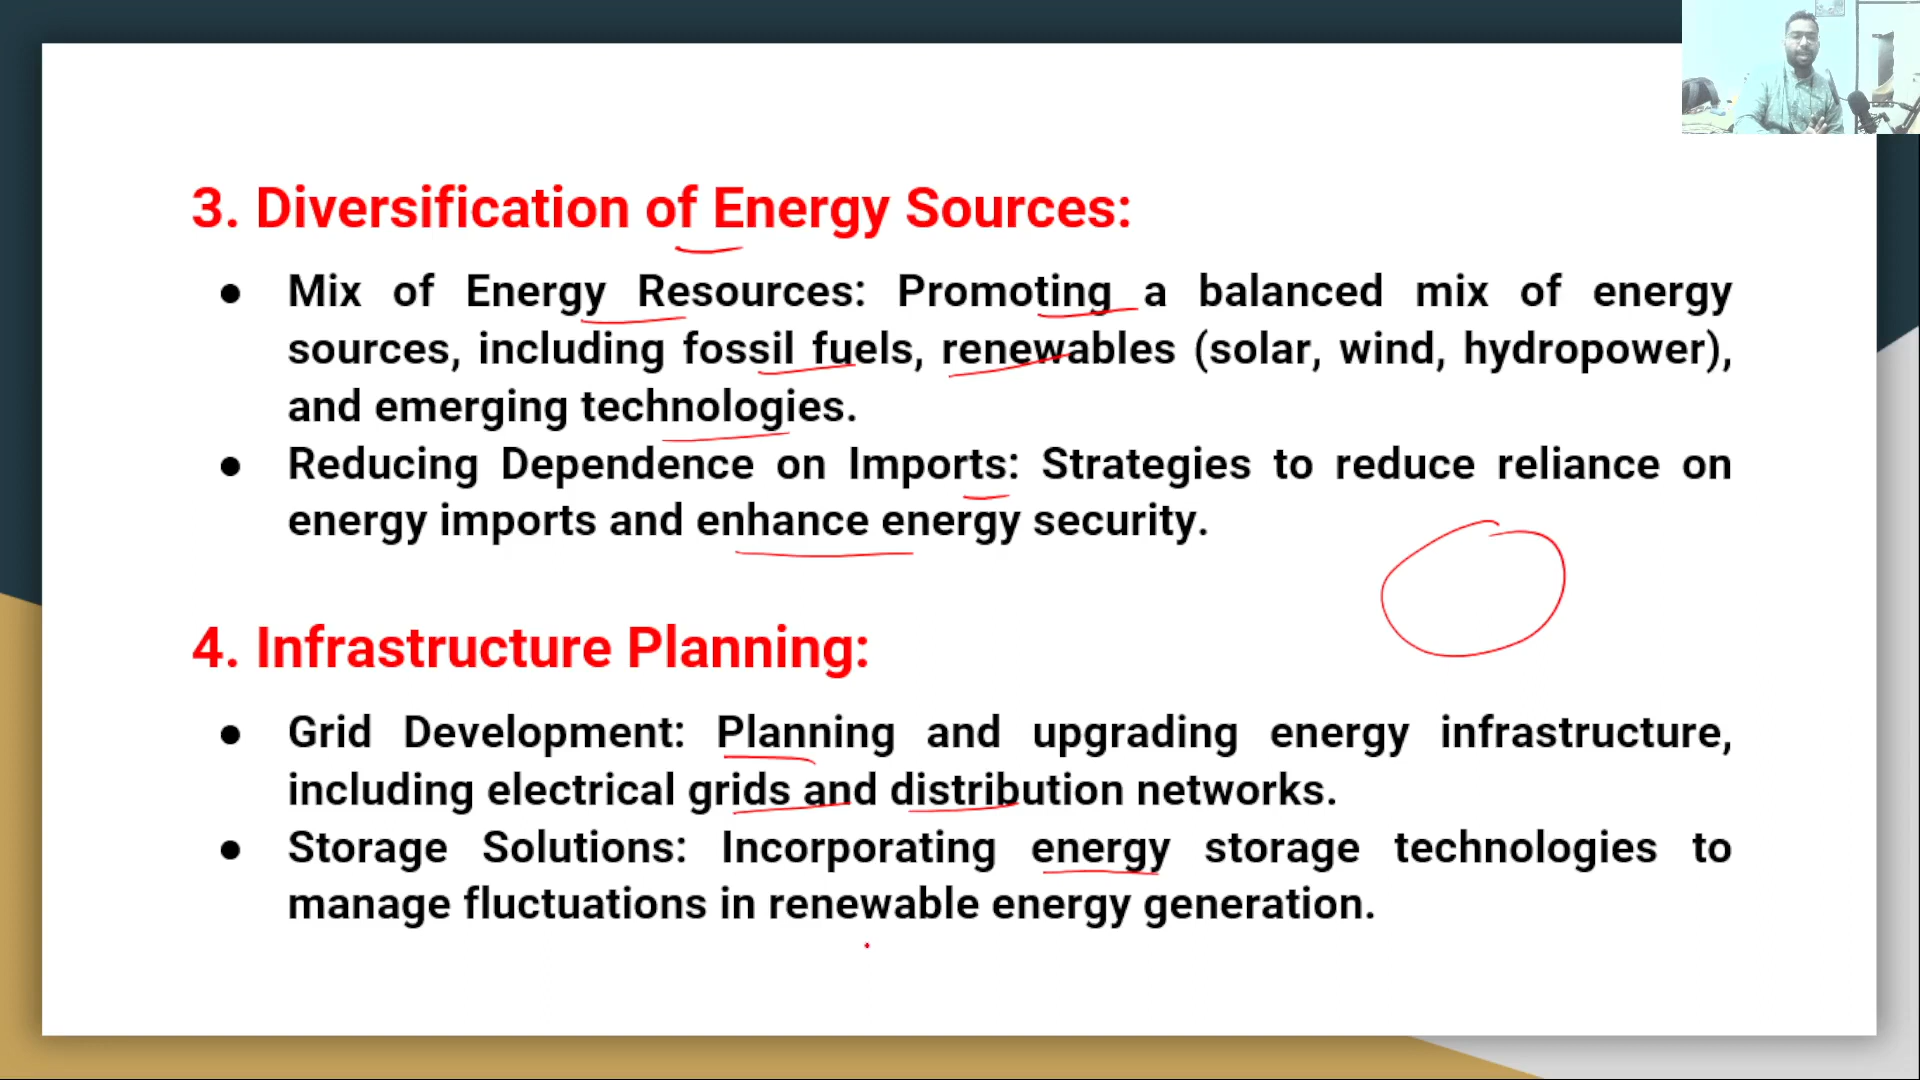 3. Diversification of Energy Sources:
● Mix of Energy Resources: Promoting a balanced mix of energy
sources, including fossil fuels, renewables (solar, wind, hydropower),
and emerging technologies.
● Reducing Dependence on Imports: Strategies to reduce reliance on
energy imports and enhance energy security.
4. Infrastructure Planning:
● Grid Development: Planning and upgrading energy infrastructure,
including electrical grids and distribution networks.
● Storage Solutions: Incorporating energy storage technologies to
manage fluctuations in renewable energy generation.